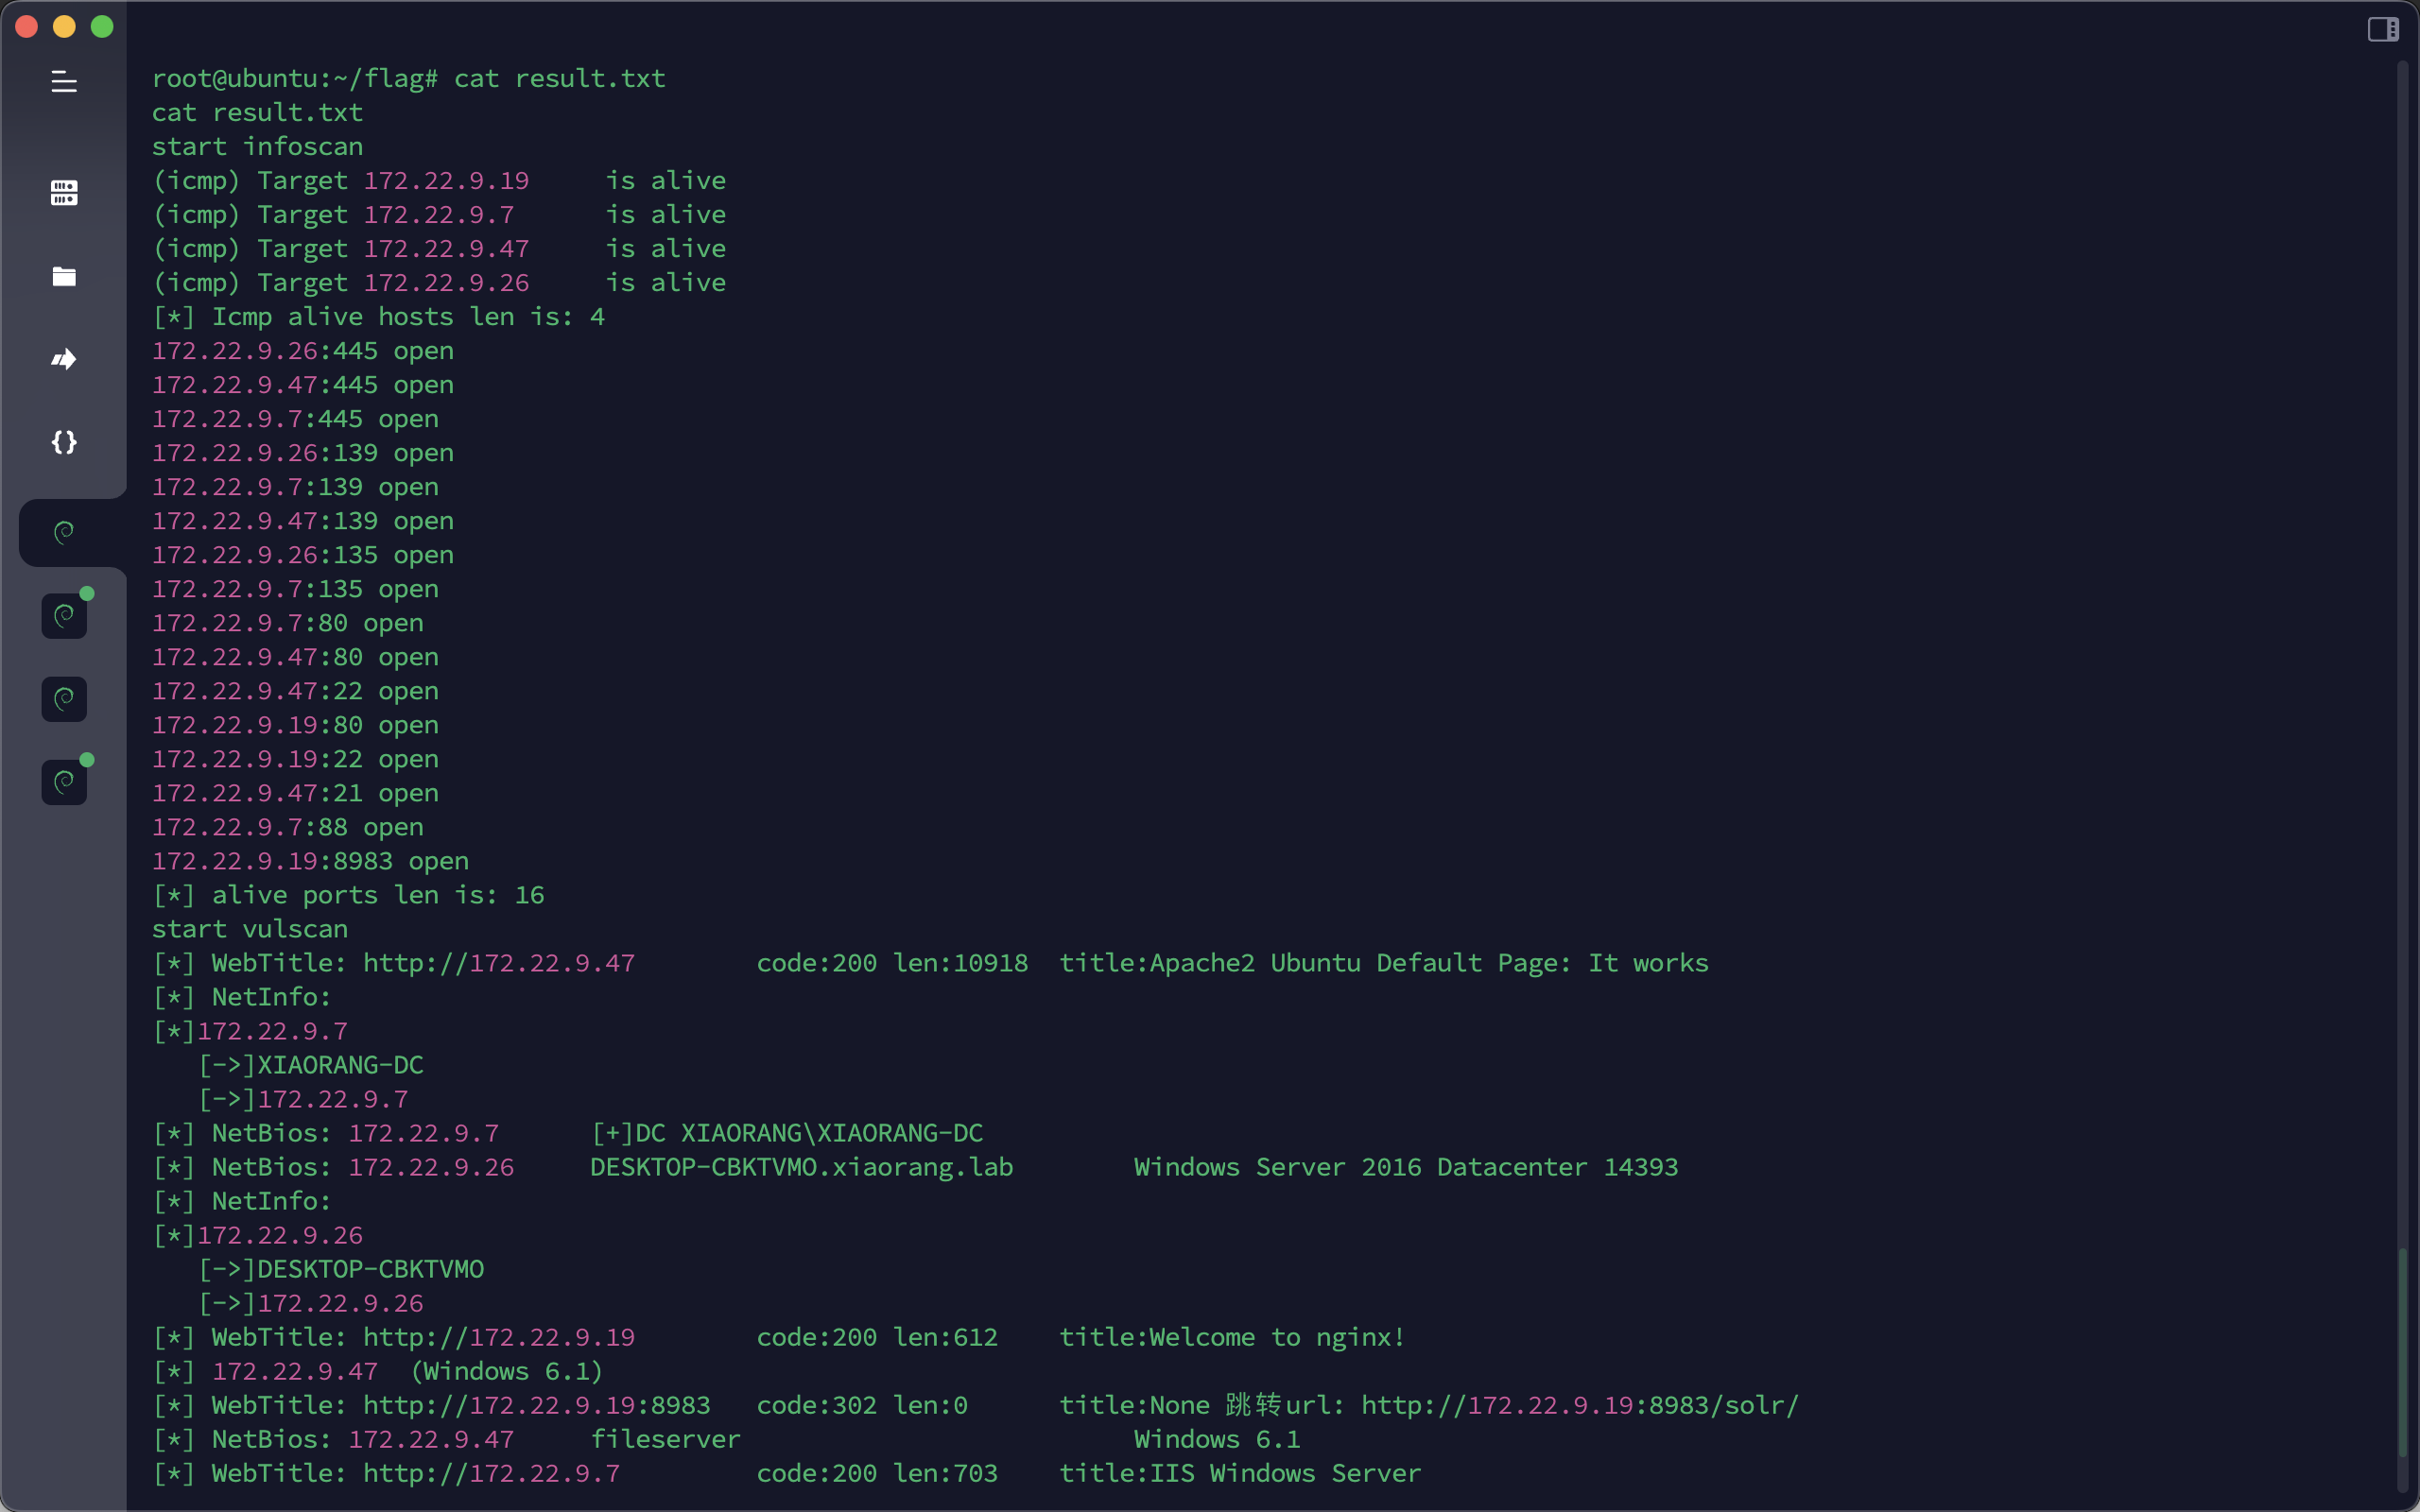 root@ubuntu:~/flag# cat result.txt
cat result.txt
start infoscan
(icmp) Target 172.22.9.19     is alive
(icmp) Target 172.22.9.7      is alive
(icmp) Target 172.22.9.47     is alive
(icmp) Target 172.22.9.26     is alive
[*] Icmp alive hosts len is: 4
172.22.9.26:445 open
172.22.9.47:445 open
172.22.9.7:445 open
172.22.9.26:139 open
172.22.9.7:139 open
172.22.9.47:139 open
172.22.9.26:135 open
172.22.9.7:135 open
172.22.9.7:80 open
172.22.9.47:80 open
172.22.9.47:22 open
172.22.9.19:80 open
172.22.9.19:22 open
172.22.9.47:21 open
172.22.9.7:88 open
172.22.9.19:8983 open
[*] alive ports len is: 16
start vulscan
[*] WebTitle: http://172.22.9.47        code:200 len:10918  title:Apache2 Ubuntu Default Page: It works
[*] NetInfo:
[*]172.22.9.7
   [->]XIAORANG-DC
   [->]172.22.9.7
[*] NetBios: 172.22.9.7      [+]DC XIAORANG\XIAORANG-DC
[*] NetBios: 172.22.9.26     DESKTOP-CBKTVMO.xiaorang.lab        Windows Server 2016 Datacenter 14393
[*] NetInfo:
[*]172.22.9.26
   [->]DESKTOP-CBKTVMO
   [->]172.22.9.26
[*] WebTitle: http://172.22.9.19        code:200 len:612    title:Welcome to nginx!
[*] 172.22.9.47  (Windows 6.1)
[*] WebTitle: http://172.22.9.19:8983   code:302 len:0      title:None 跳转url: http://172.22.9.19:8983/solr/
[*] NetBios: 172.22.9.47     fileserver                          Windows 6.1
[*] WebTitle: http://172.22.9.7         code:200 len:703    title:IIS Windows Server